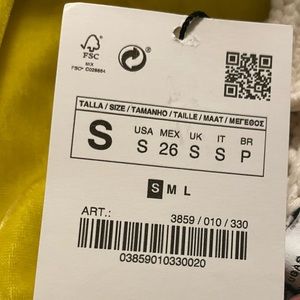 FSC
MIX
FSC® C028684
TALLA / SIZE / TAMANHO / TAILLE / MAAT / ΜΕΓΕΘΟΣ
S
USA MEX UK IT BR
S 26 S S P
S M L
ART.: 3859 / 010 / 330
03859010330020